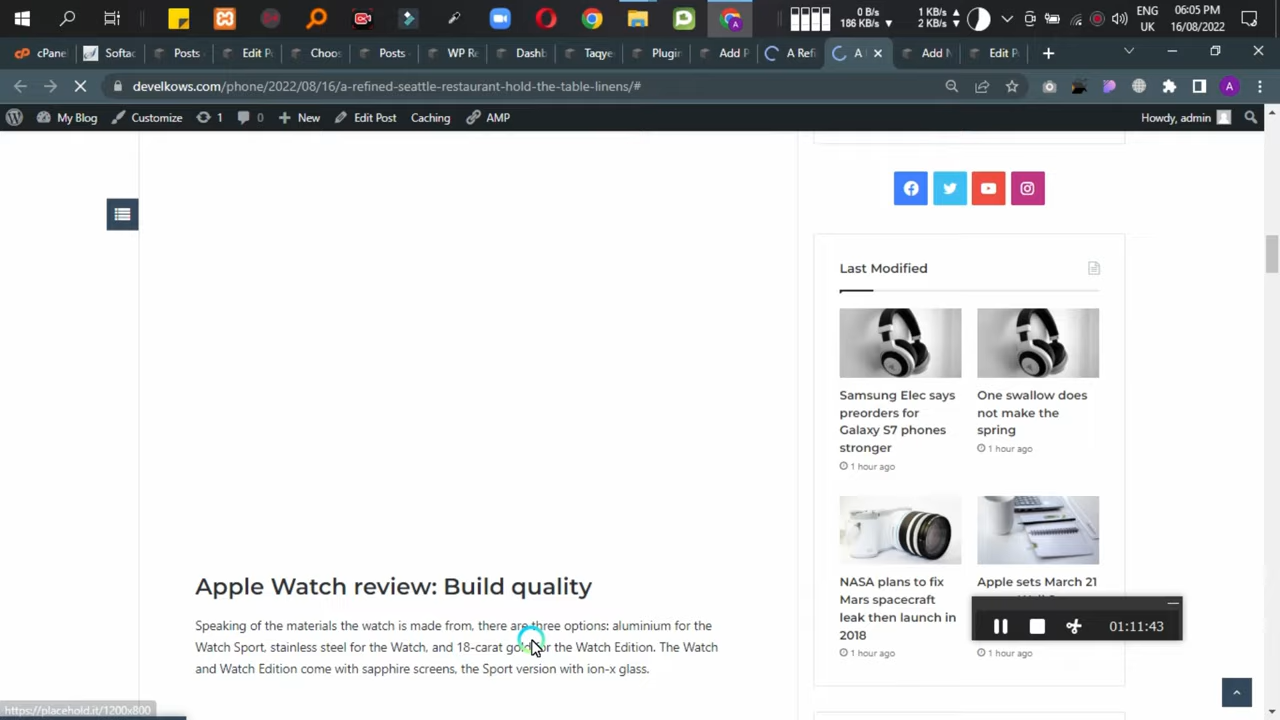 0 B/s
186 KB/s
1 KB/s
2 KB/s
ENG
UK
06:05 PM
16/08/2022
cPane
Softac
Posts
Edit Po
Choos
Posts
WP Re
Dashb
Taqye
Plugin
Add P
A Refi
A
Add N
Edit P
develkows.com/phone/2022/08/16/a-refined-seattle-restaurant-hold-the-table-linens/#
A
My Blog
Customize
1
0
New
Edit Post
Caching
AMP
Howdy, admin
Last Modified
Samsung Elec says
preorders for
Galaxy S7 phones
stronger
1 hour ago
One swallow does
not make the
spring
1 hour ago
NASA plans to fix
Mars spacecraft
leak then launch in
2018
1 hour ago
Apple sets March 21
1 hour ago
01:11:43
Apple Watch review: Build quality
Speaking of the materials the watch is made from, there are three options: aluminium for the
Watch Sport, stainless steel for the Watch, and 18-carat gold for the Watch Edition. The Watch
and Watch Edition come with sapphire screens, the Sport version with ion-x glass.
https://placehold.it/1200x800